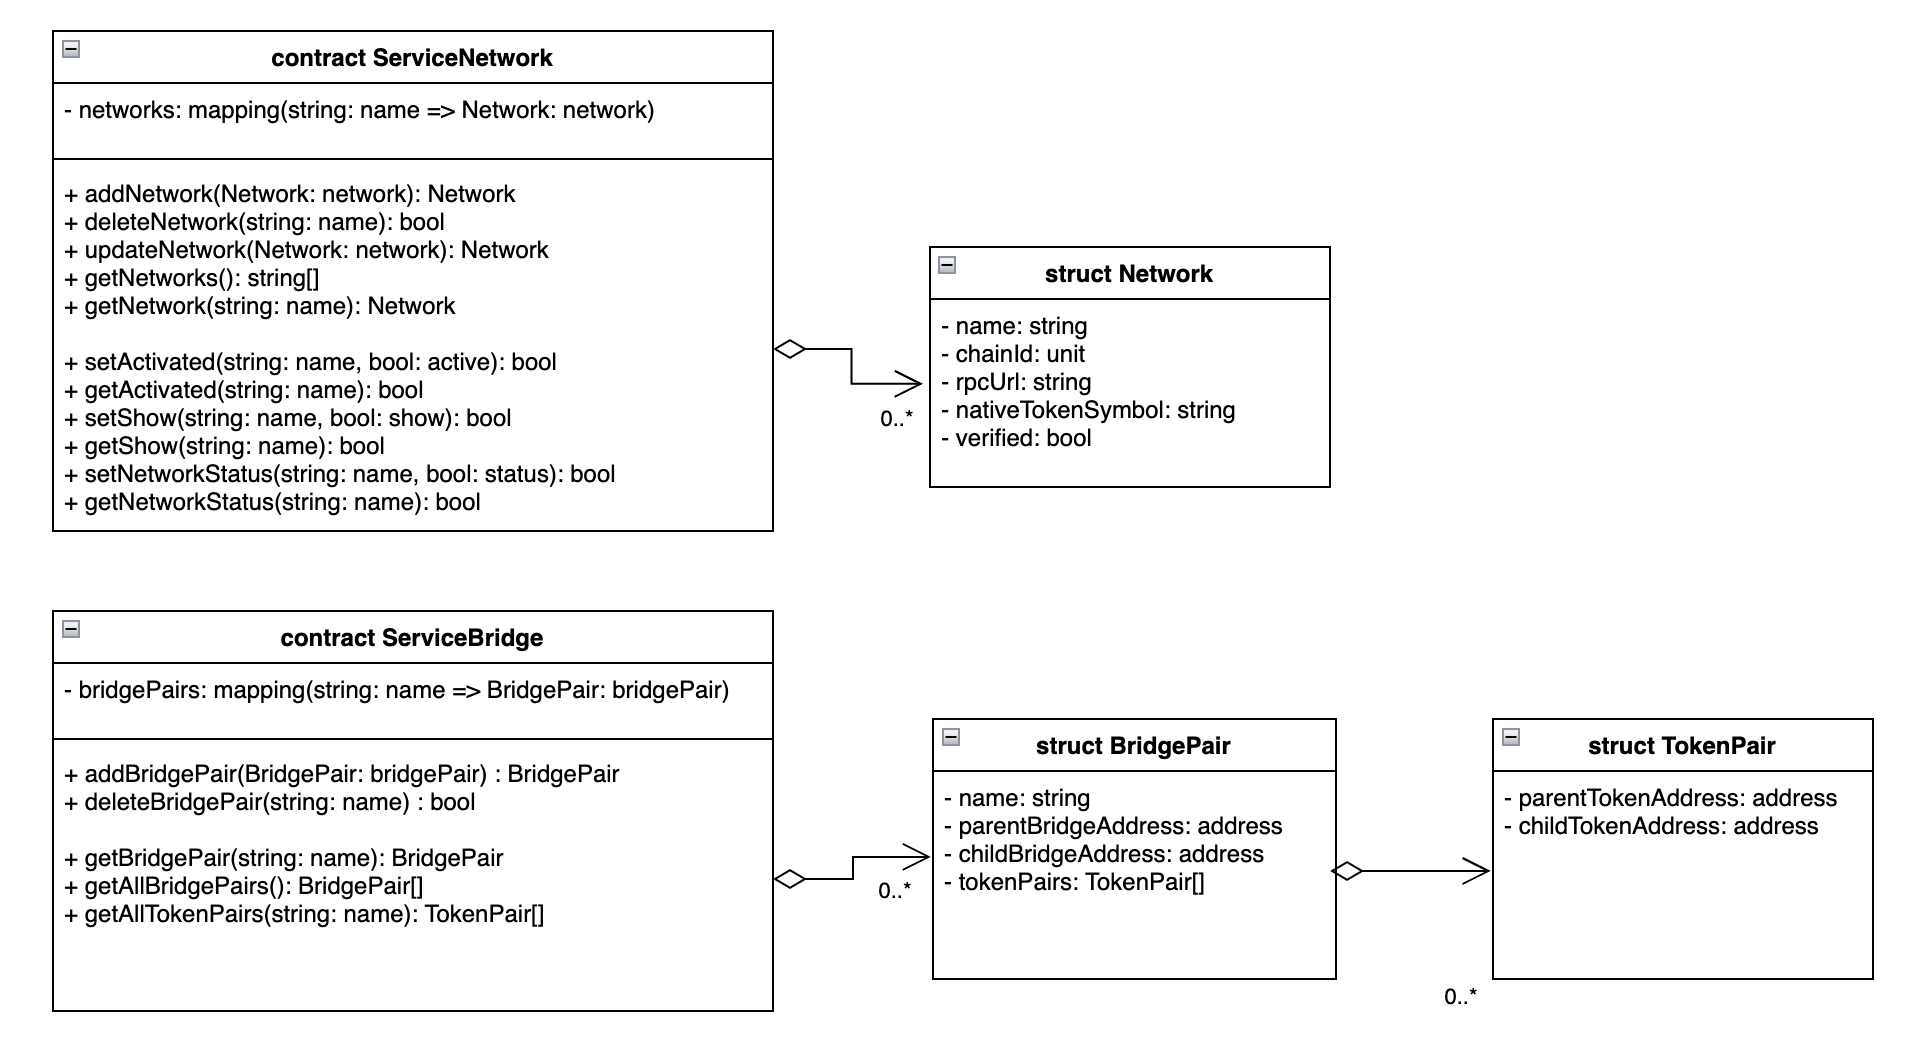 contract ServiceNetwork
- networks: mapping(string: name => Network: network)
+ addNetwork(Network: network): Network
+ deleteNetwork(string: name): bool
+ updateNetwork(Network: network): Network
+ getNetworks(): string[]
+ getNetwork(string: name): Network
+ setActivated(string: name, bool: active): bool
+ getActivated(string: name): bool
+ setShow(string: name, bool: show): bool
+ getShow(string: name): bool
+ setNetworkStatus(string: name, bool: status): bool
+ getNetworkStatus(string: name): bool
0..*
struct Network
- name: string
- chainId: unit
- rpcUrl: string
- nativeTokenSymbol: string
- verified: bool
contract ServiceBridge
- bridgePairs: mapping(string: name => BridgePair: bridgePair)
+ addBridgePair(BridgePair: bridgePair) : BridgePair
+ deleteBridgePair(string: name) : bool
+ getBridgePair(string: name): BridgePair
+ getAllBridgePairs(): BridgePair[]
+ getAllTokenPairs(string: name): TokenPair[]
0..*
struct BridgePair
- name: string
- parentBridgeAddress: address
- childBridgeAddress: address
- tokenPairs: TokenPair[]
0..*
struct TokenPair
- parentTokenAddress: address
- childTokenAddress: address